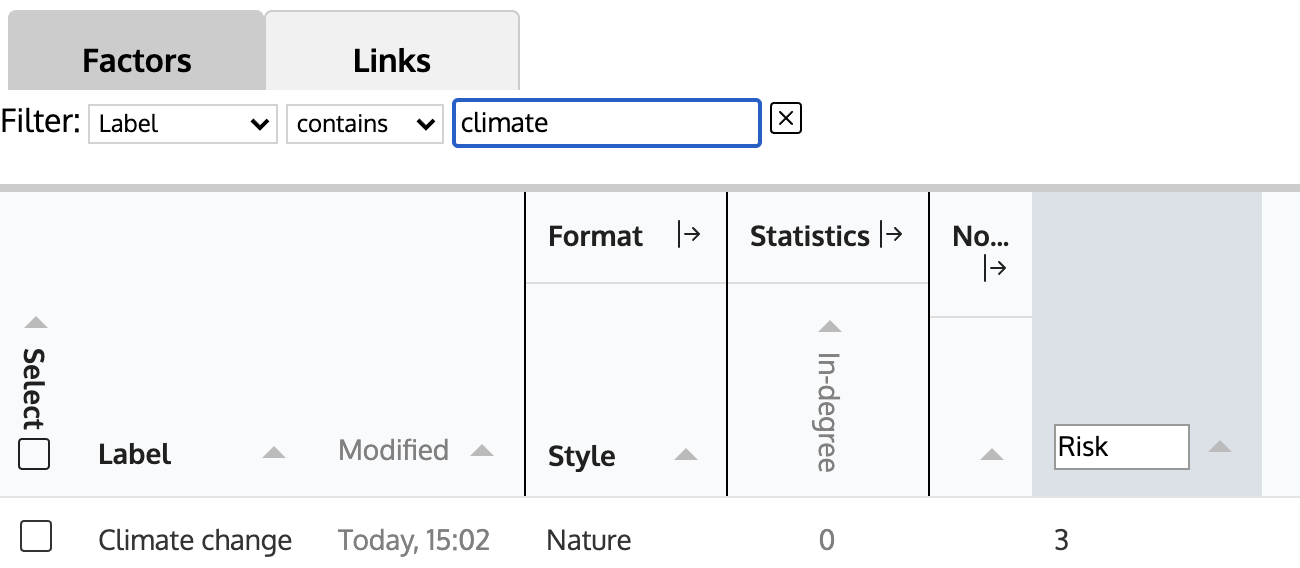 Factors Links
Filter: Label contains climate
Format Statistics No...
Select
Label Modified Style In-degree Risk
Climate change Today, 15:02 Nature 0 3